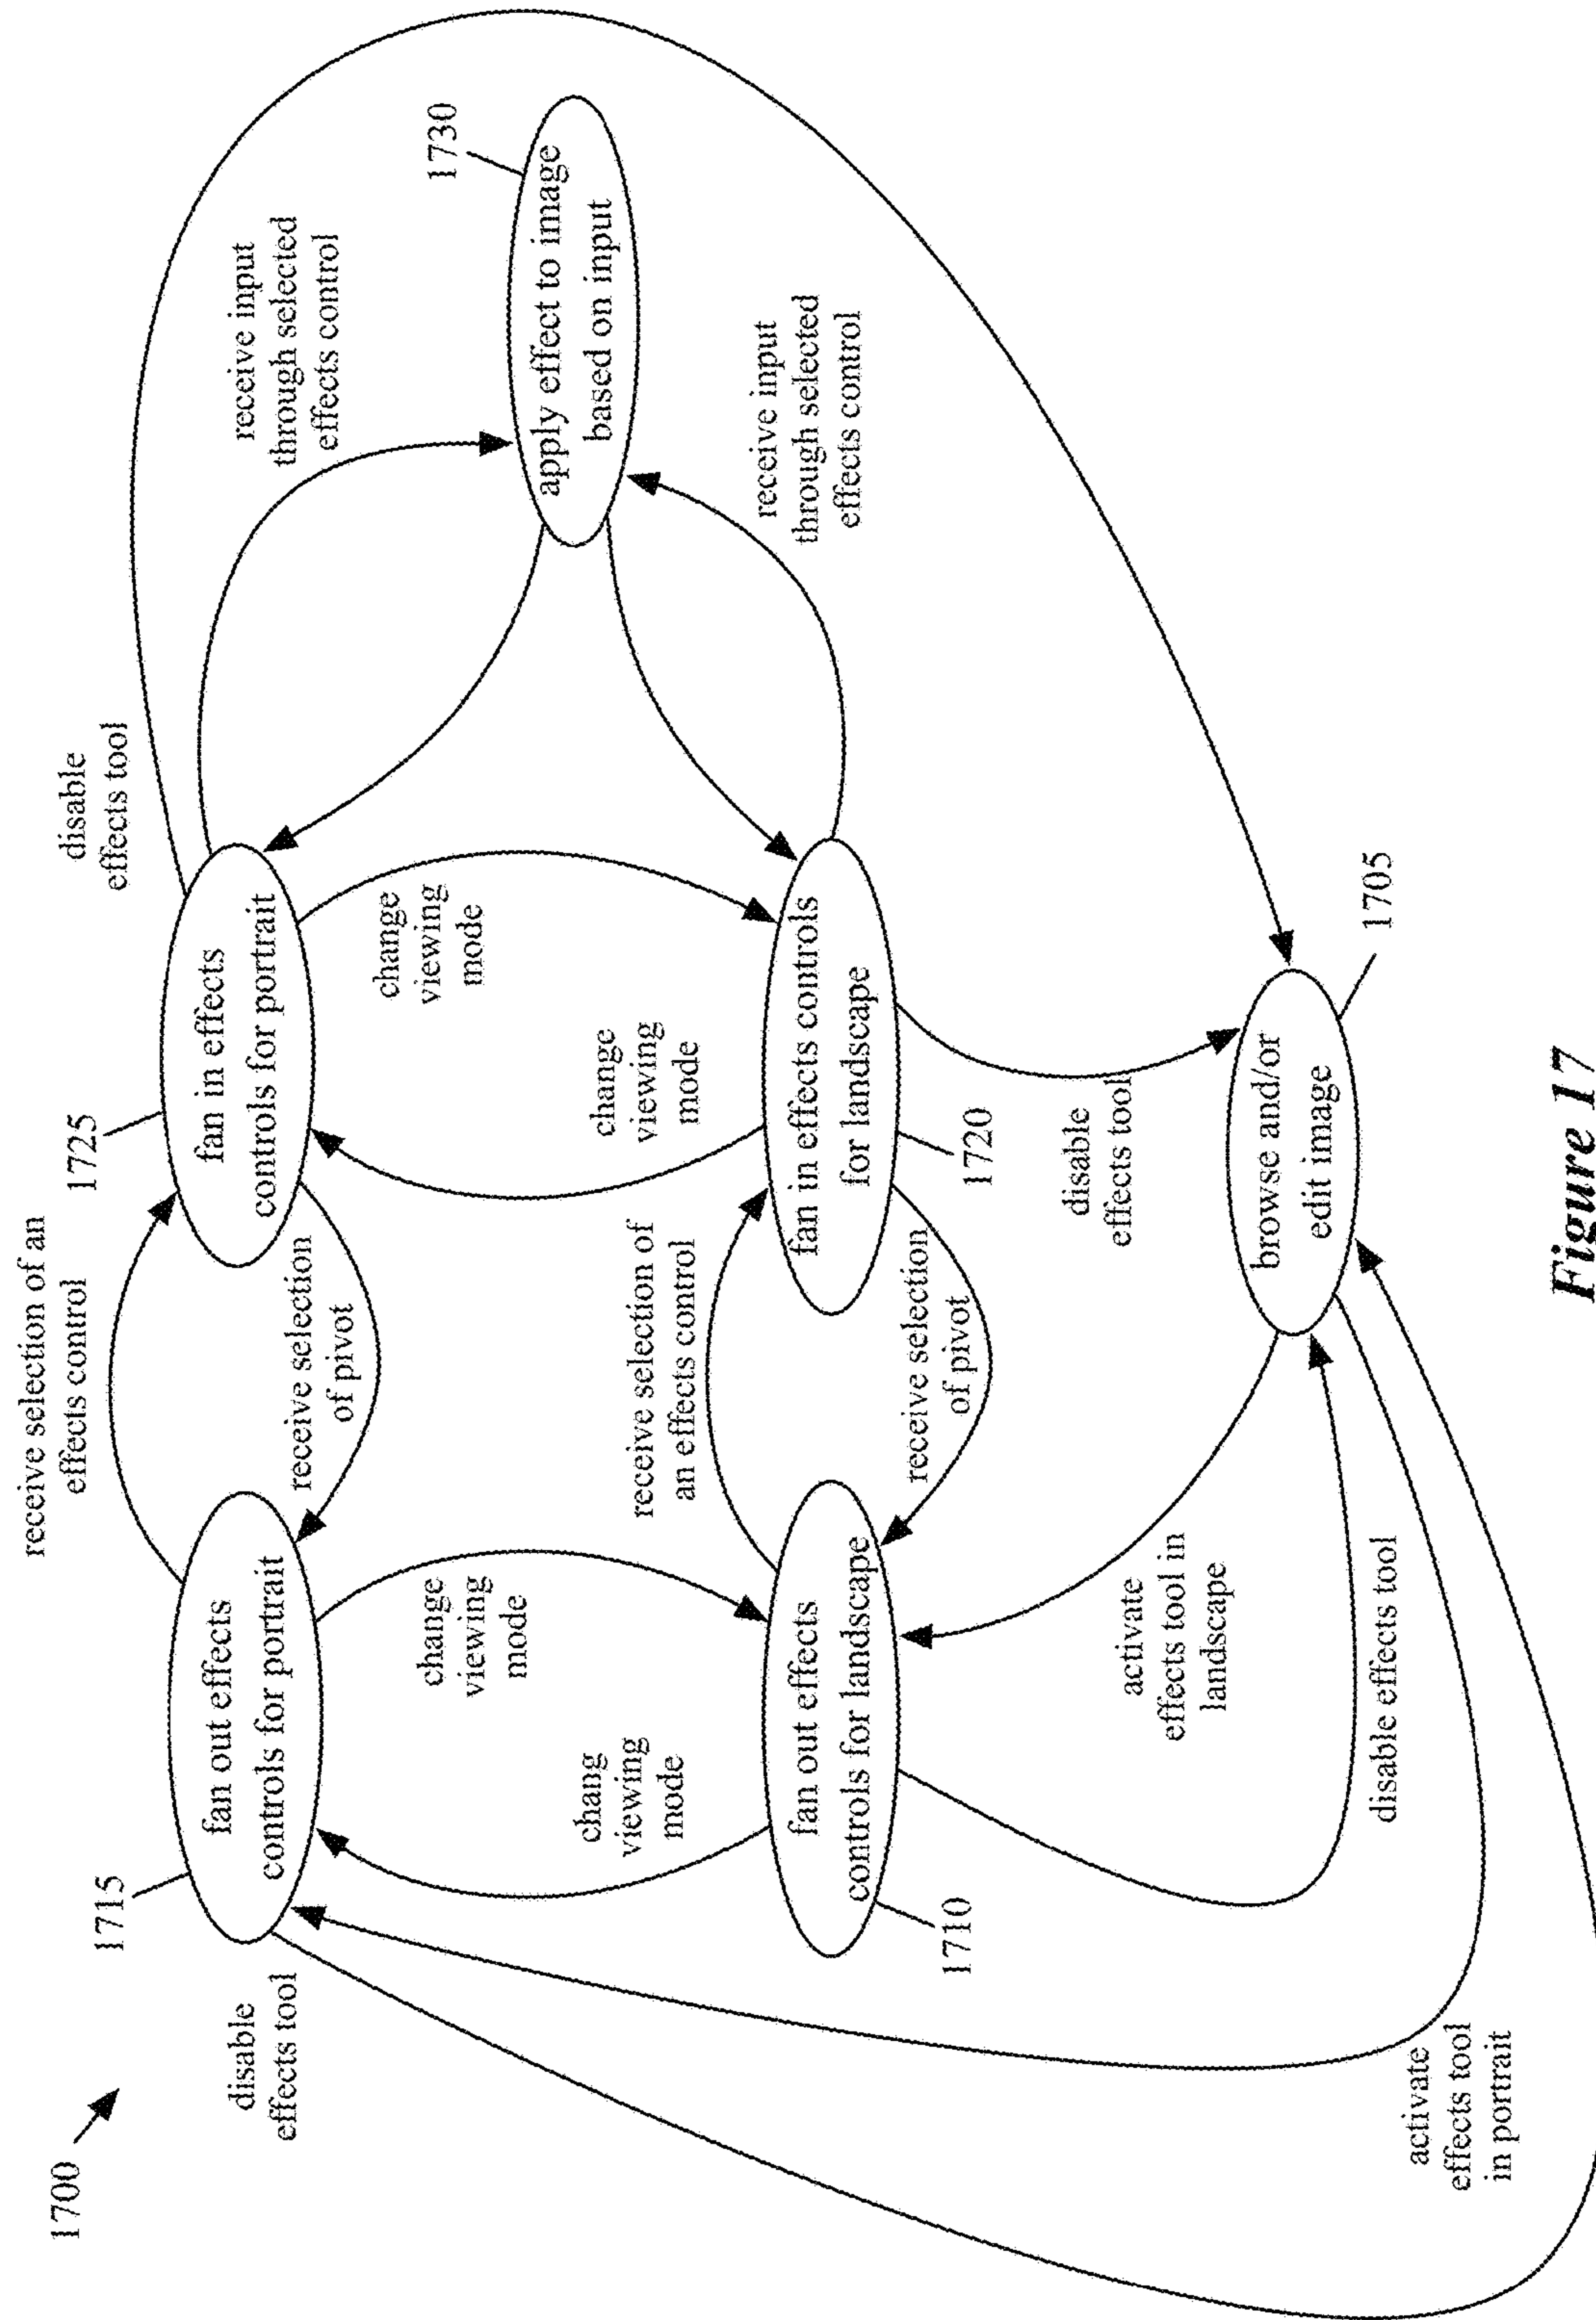 1700
1715
disable
effects tool
fan out effects
controls for portrait
receive selection of an
effects control
receive selection
of pivot
1725
fan in effects
controls for portrait
disable
effects tool
receive input
through selected
effects control
1730
apply effect to image
based on input
change
viewing
mode
chang
viewing
mode
change
viewing
mode
change
viewing
mode
receive input
through selected
effects control
1710
fan out effects
controls for landscape
receive selection of
an effects control
receive selection
of pivot
fan in effects controls
for landscape
1720
disable
effects tool
activate
effects tool in
landscape
browse and/or
edit image
1705
disable effects tool
activate
effects tool
in portrait
Figure 17